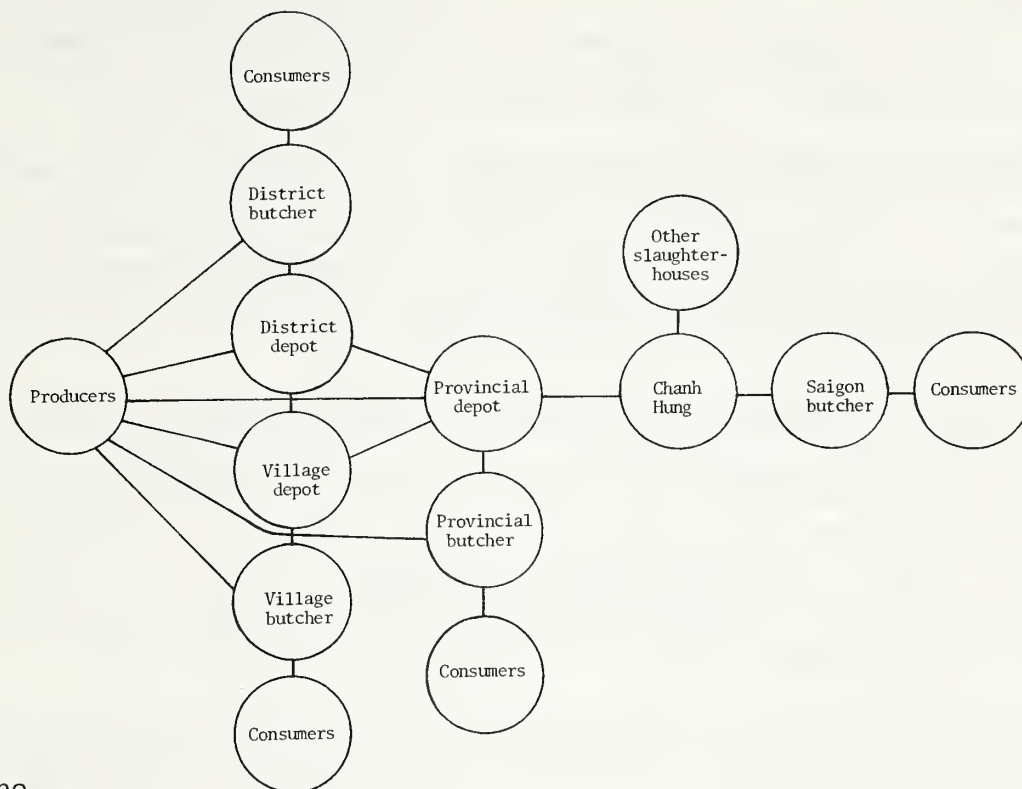 Consumers
District
butcher
Other
slaughter-
houses
District
depot
Producers
Provincial
depot
Chanh
Hung
Saigon
butcher
Consumers
Village
depot
Provincial
butcher
Village
butcher
Consumers
Consumers